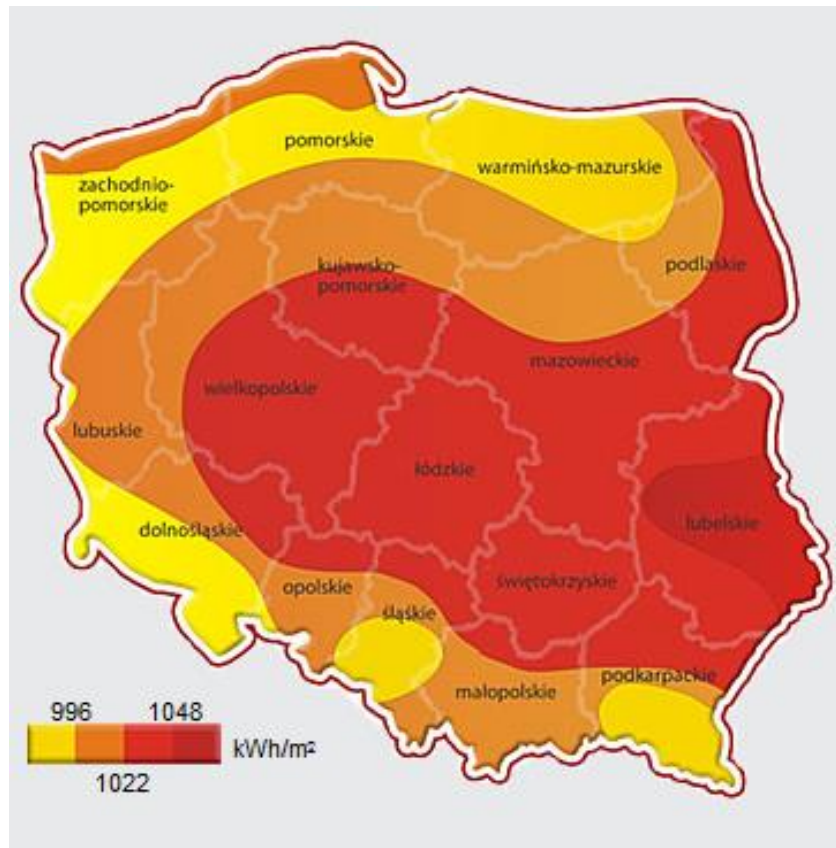 pomorskie
warmińsko-mazurskie
zachodnio-
pomorskie
podlaskie
kujawsko-
pomorskie
mazowieckie
wielkopolskie
lubuskie
łódzkie
lubelskie
dolnośląskie
świętokrzyskie
opolskie
śląskie
podkarpackie
małopolskie
996 1048
kWh/m²
1022